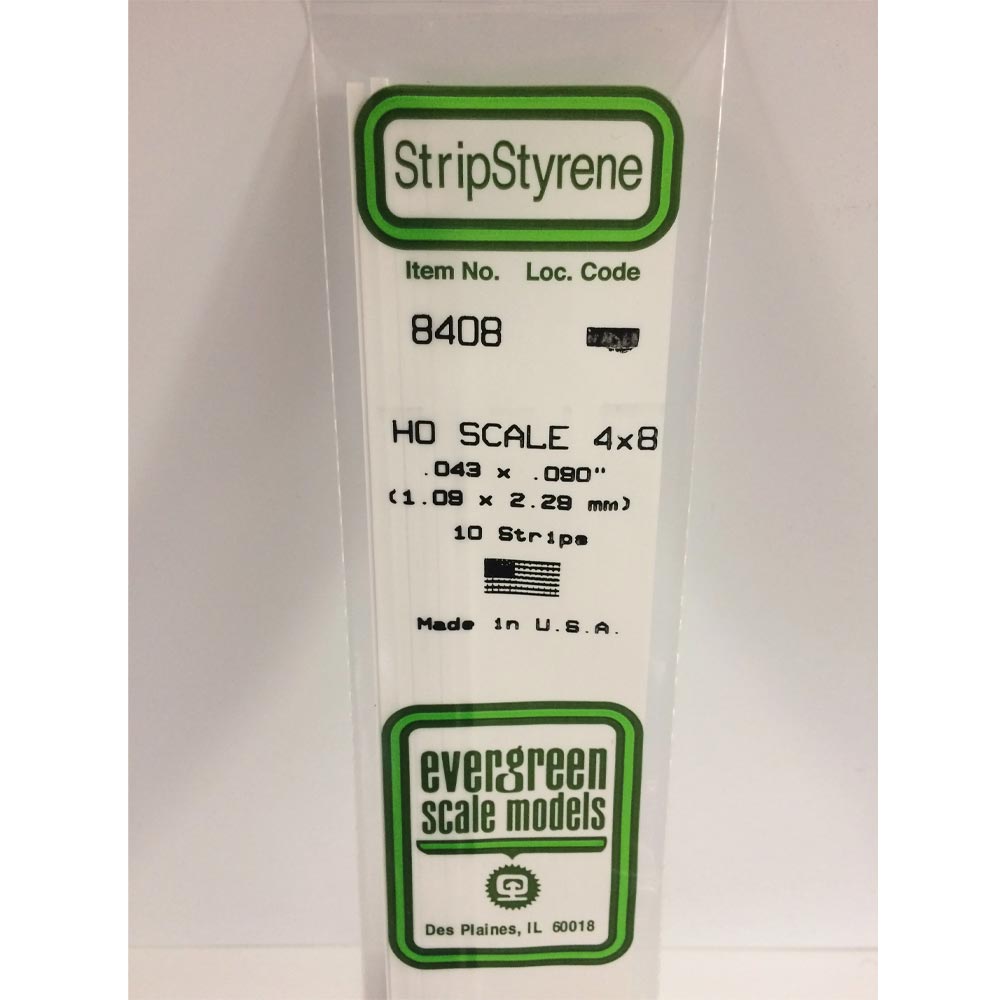 StripStyrene
Item No. Loc. Code
8408
HO SCALE 4x8
.043 x .090"
(1.09 x 2.29 mm)
10 Strips
Made in U.S.A.
evergreen
scale models
Des Plaines, IL 60018